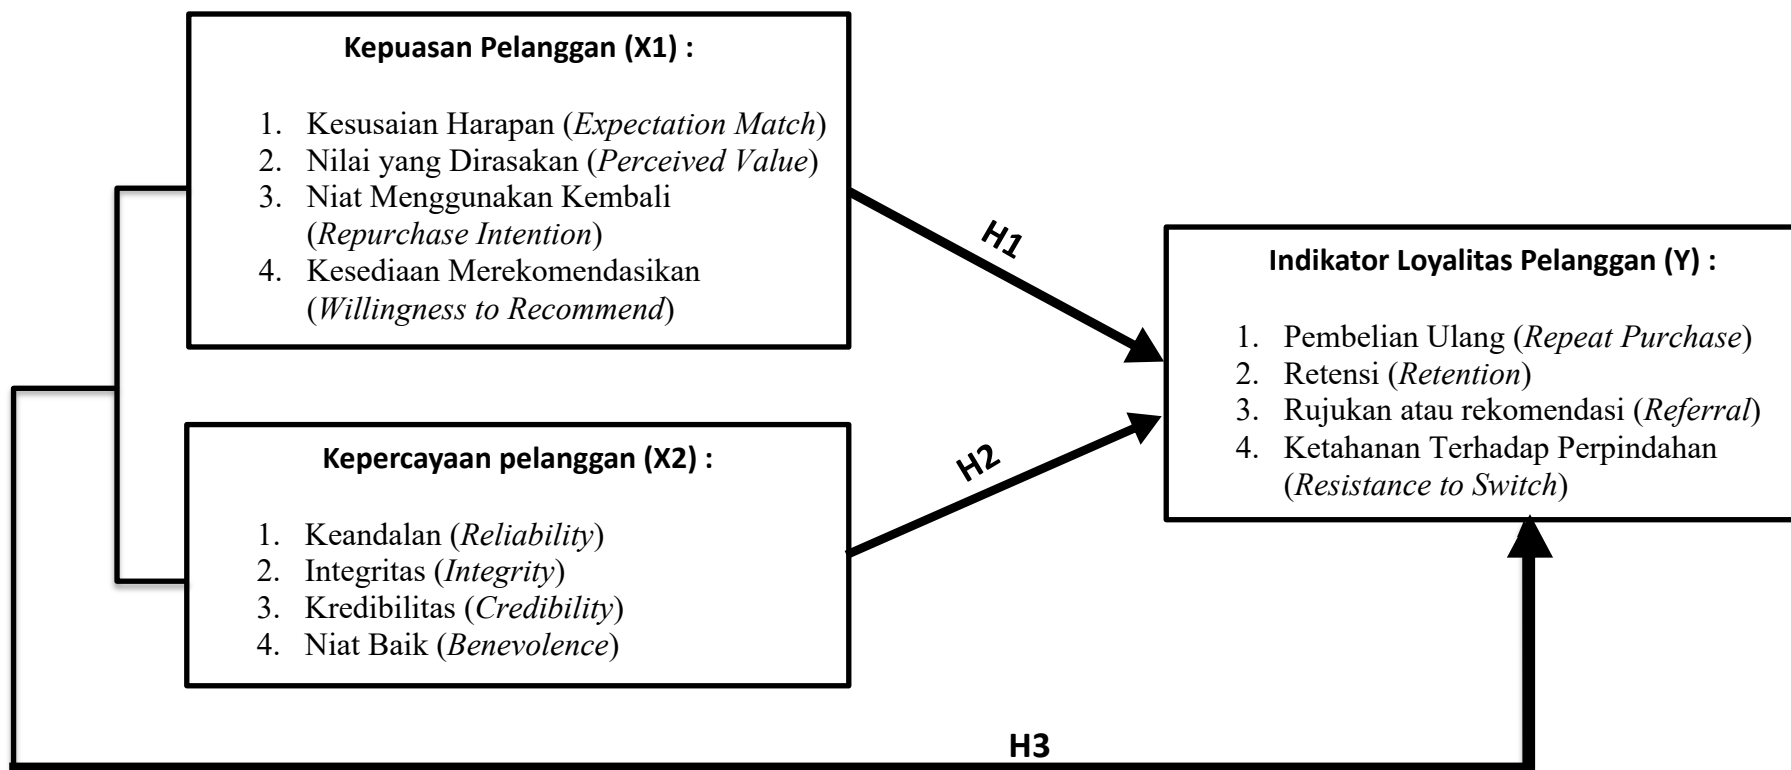 Kepuasan Pelanggan (X1) :
1. Kesusaian Harapan (Expectation Match)
2. Nilai yang Dirasakan (Perceived Value)
3. Niat Menggunakan Kembali
(Repurchase Intention)
4. Kesediaan Merekomendasikan
(Willingness to Recommend)
H1
Kepercayaan pelanggan (X2) :
1. Keandalan (Reliability)
2. Integritas (Integrity)
3. Kredibilitas (Credibility)
4. Niat Baik (Benevolence)
H2
Indikator Loyalitas Pelanggan (Y) :
1. Pembelian Ulang (Repeat Purchase)
2. Retensi (Retention)
3. Rujukan atau rekomendasi (Referral)
4. Ketahanan Terhadap Perpindahan
(Resistance to Switch)
H3